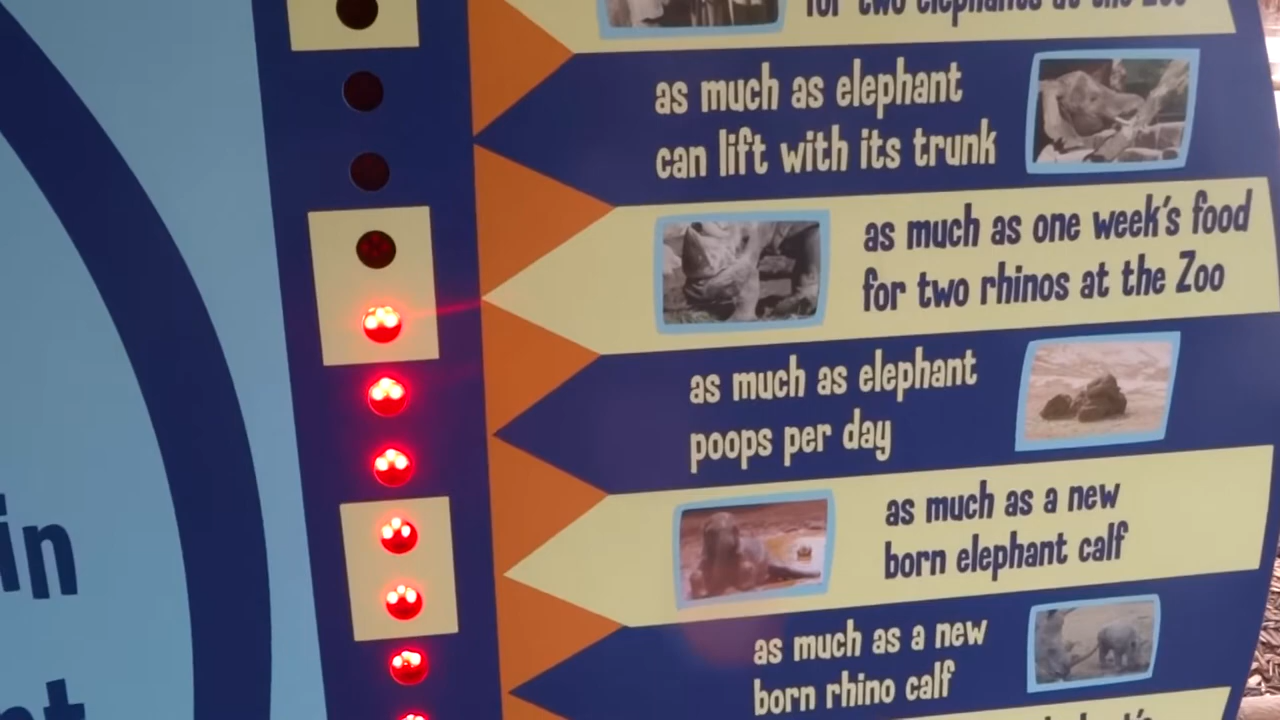 for two elephants at the Zoo
as much as elephant
can lift with its trunk
as much as one week's food
for two rhinos at the Zoo
as much as elephant
poops per day
as much as a new
born elephant calf
as much as a new
born rhino calf
in